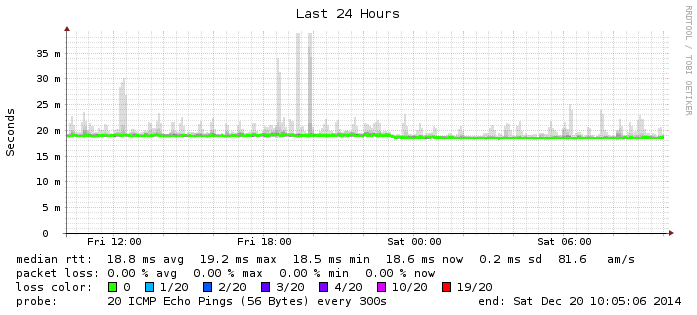 Last 24 Hours
RRDTOOL / TOBI OETIKER
Seconds
35 m
30 m
25 m
20 m
15 m
10 m
5 m
0
Fri 12:00 Fri 18:00 Sat 00:00 Sat 06:00
median rtt: 18.8 ms avg 19.2 ms max 18.5 ms min 18.6 ms now 0.2 ms sd 81.6 am/s
packet loss: 0.00 % avg 0.00 % max 0.00 % min 0.00 % now
loss color: 0 1/20 2/20 3/20 4/20 10/20 19/20
probe: 20 ICMP Echo Pings (56 Bytes) every 300s end: Sat Dec 20 10:05:06 2014